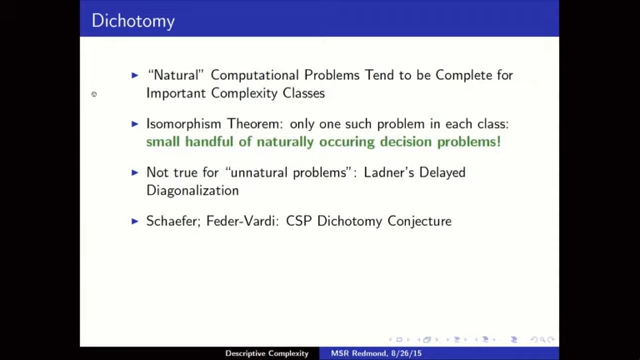 Dichotomy
"Natural" Computational Problems Tend to be Complete for
Important Complexity Classes
Isomorphism Theorem: only one such problem in each class:
small handful of naturally occuring decision problems!
Not true for "unnatural problems": Ladner's Delayed
Diagonalization
Schaefer; Feder-Vardi: CSP Dichotomy Conjecture
Descriptive Complexity MSR Redmond, 8/26/15